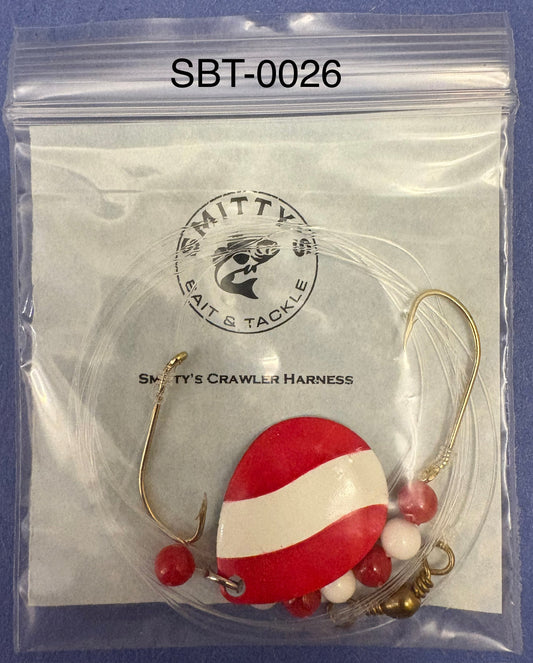 SBT-0026
SMITTY'S
BAIT & TACKLE
SMITTY'S CRAWLER HARNESS